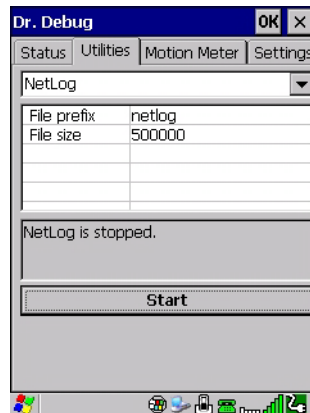 Dr. Debug OK ×
Status Utilities Motion Meter Settings
NetLog
File prefix netlog
File size 500000
NetLog is stopped.
Start